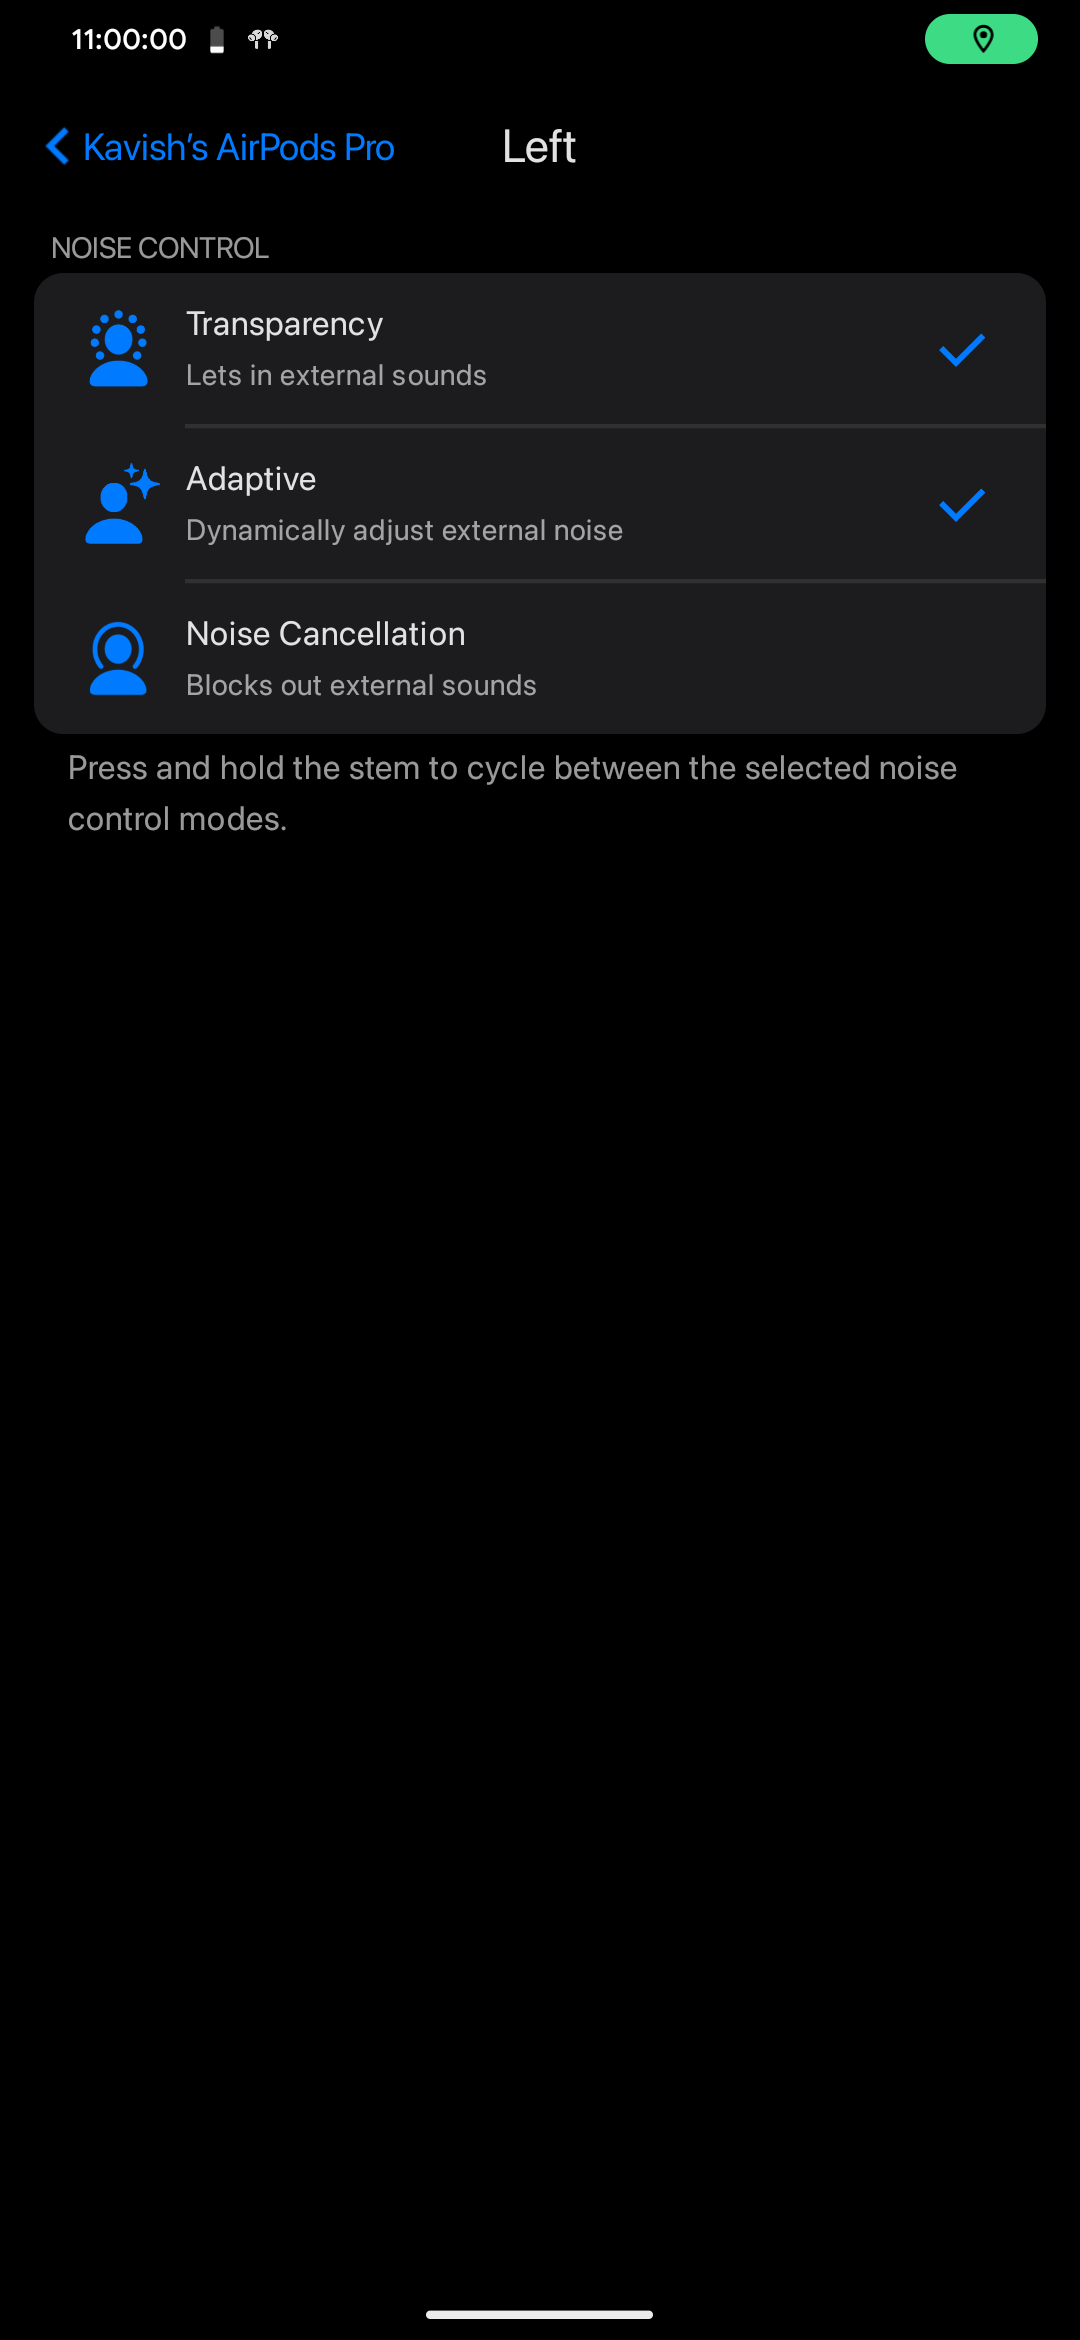 11:00:00
Kavish’s AirPods Pro
Left
NOISE CONTROL
Transparency
Lets in external sounds
Adaptive
Dynamically adjust external noise
Noise Cancellation
Blocks out external sounds
Press and hold the stem to cycle between the selected noise
control modes.